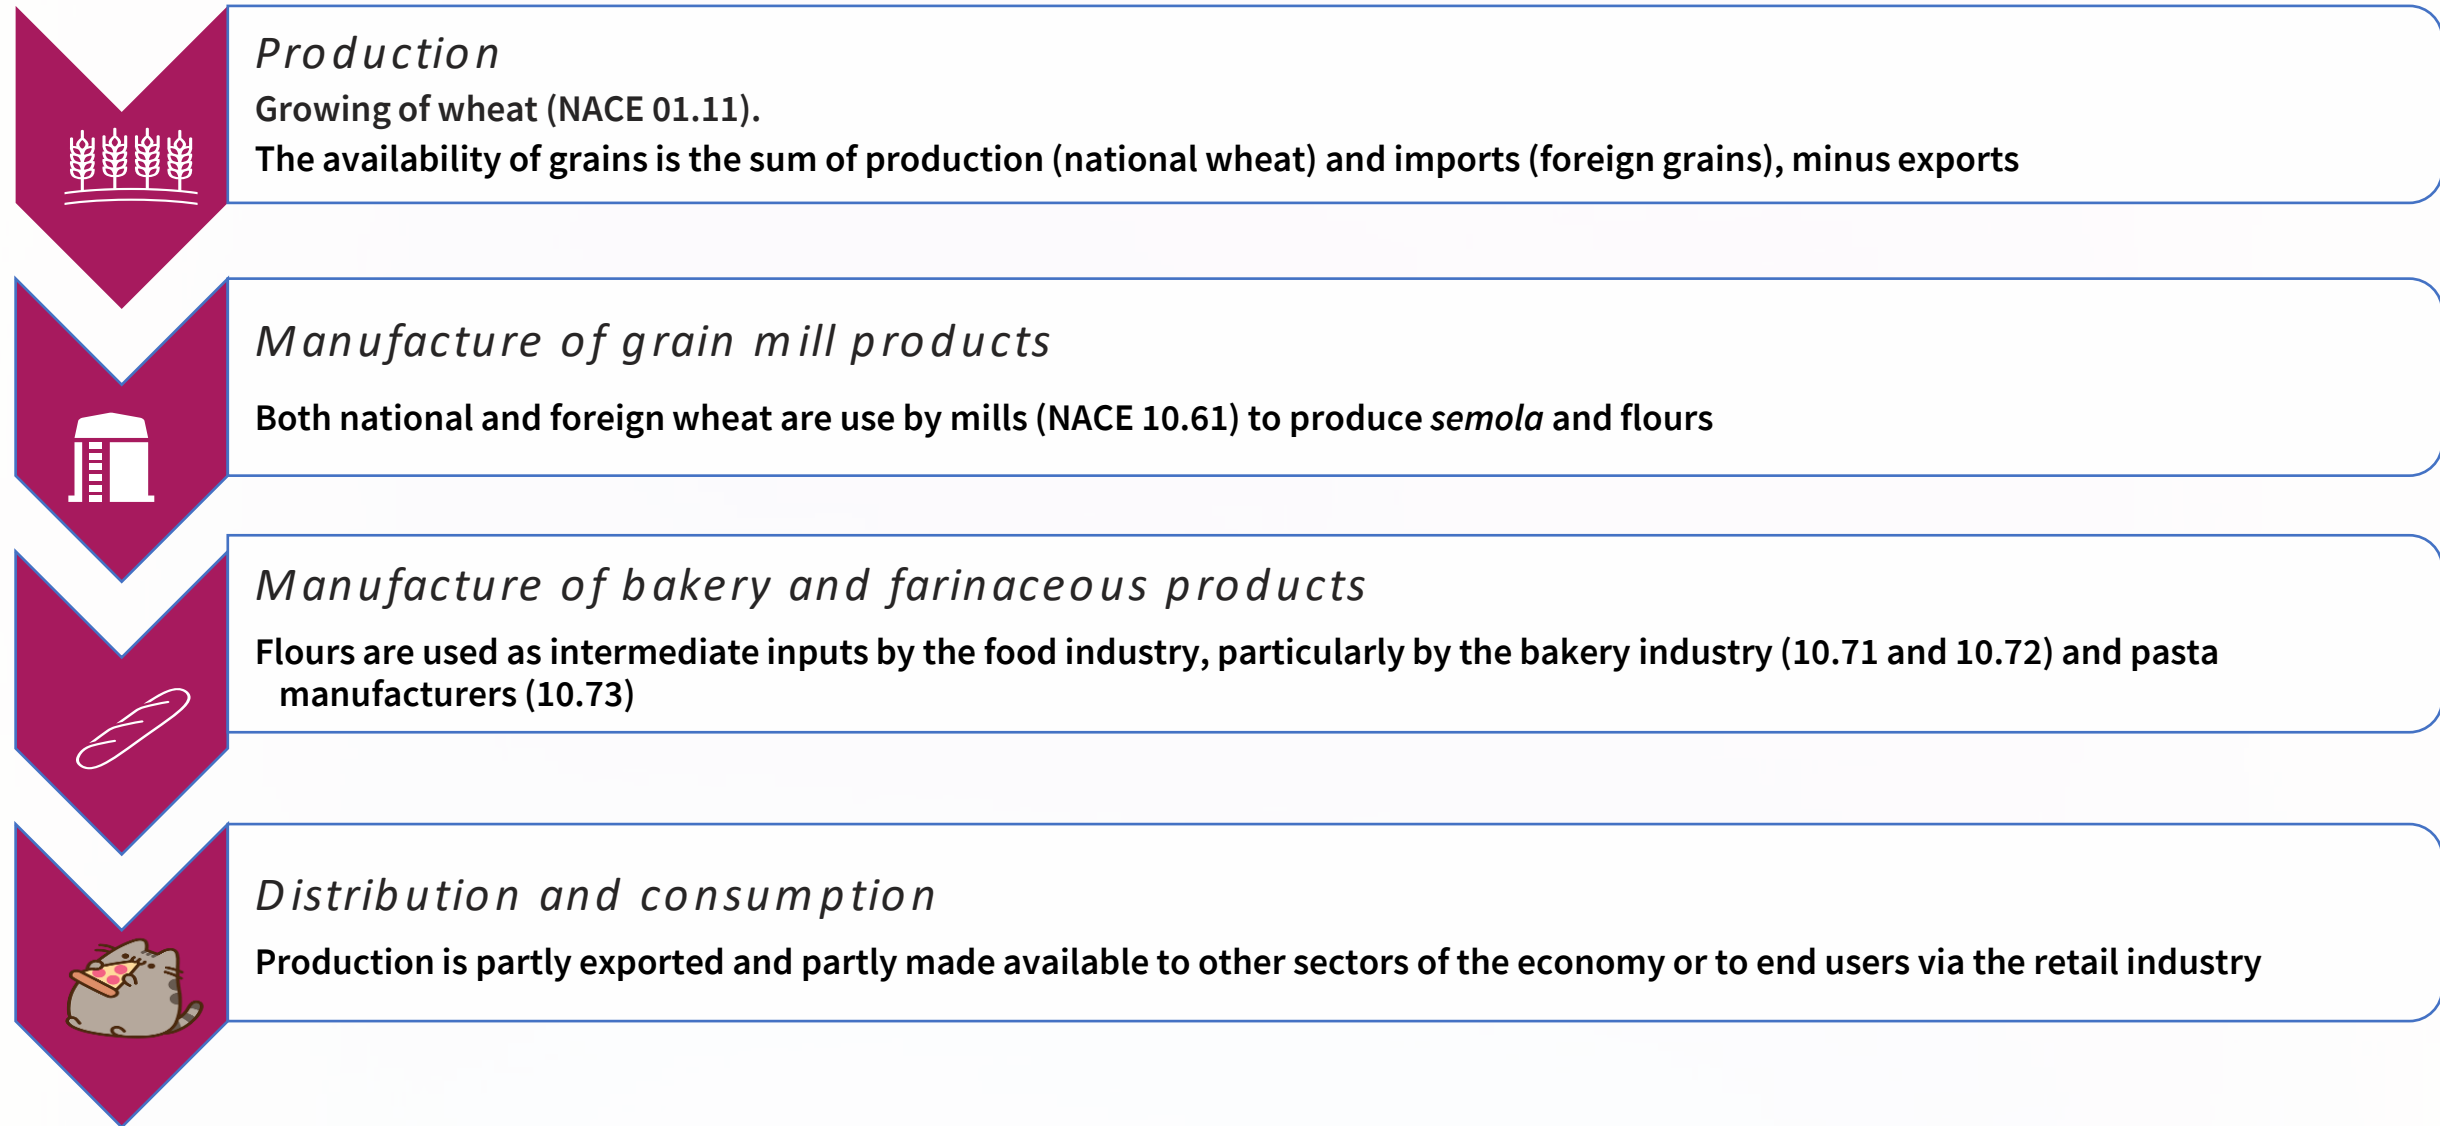 Production
Growing of wheat (NACE 01.11).
The availability of grains is the sum of production (national wheat) and imports (foreign grains), minus exports
Manufacture of grain mill products
Both national and foreign wheat are use by mills (NACE 10.61) to produce semola and flours
Manufacture of bakery and farinaceous products
Flours are used as intermediate inputs by the food industry, particularly by the bakery industry (10.71 and 10.72) and pasta
manufacturers (10.73)
Distribution and consumption
Production is partly exported and partly made available to other sectors of the economy or to end users via the retail industry